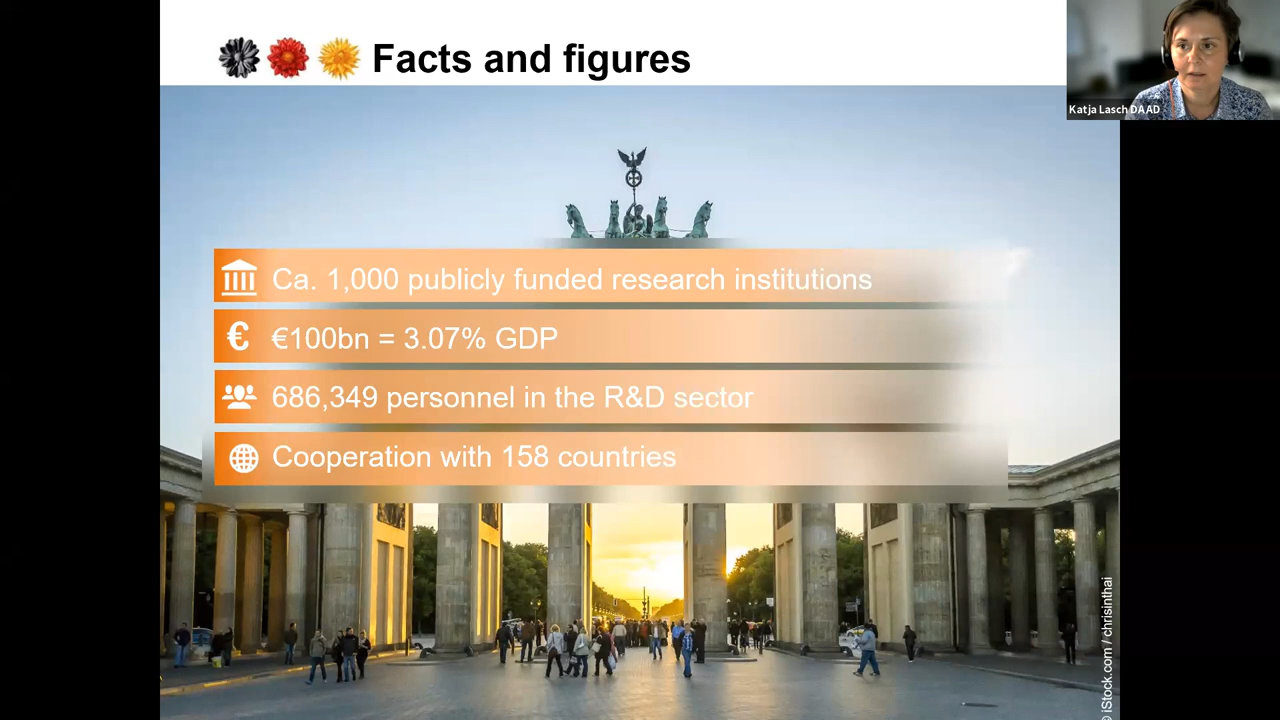 Facts and figures
Katja Lasch DAAD
Ca. 1,000 publicly funded research institutions
€ €100bn = 3.07% GDP
686,349 personnel in the R&D sector
Cooperation with 158 countries
© iStock.com / chrisinthai